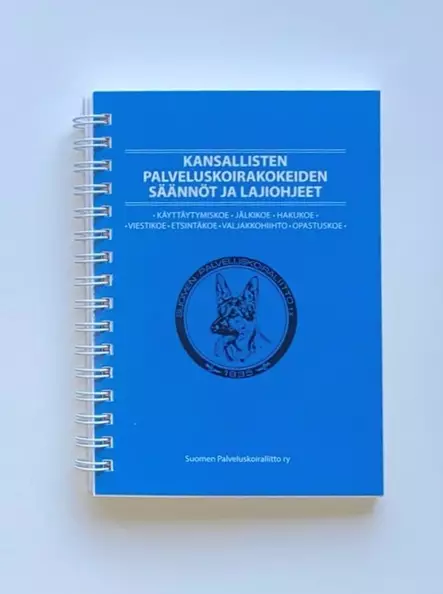 KANSALLISTEN
PALVELUSKOIRAKOKEIDEN
SÄÄNNÖT JA LAJIOHJEET
• KÄYTTÄYTYMISKOE • JÄLKIKOE • HAKUKOE •
• VIESTIKOE • ETSINTÄKOE • VALJAKKOHIIHTO • OPASTUSKOE •
SUOMEN PALVELUSKOIRALIITTO r.y.
1935
Suomen Palveluskoiraliitto ry